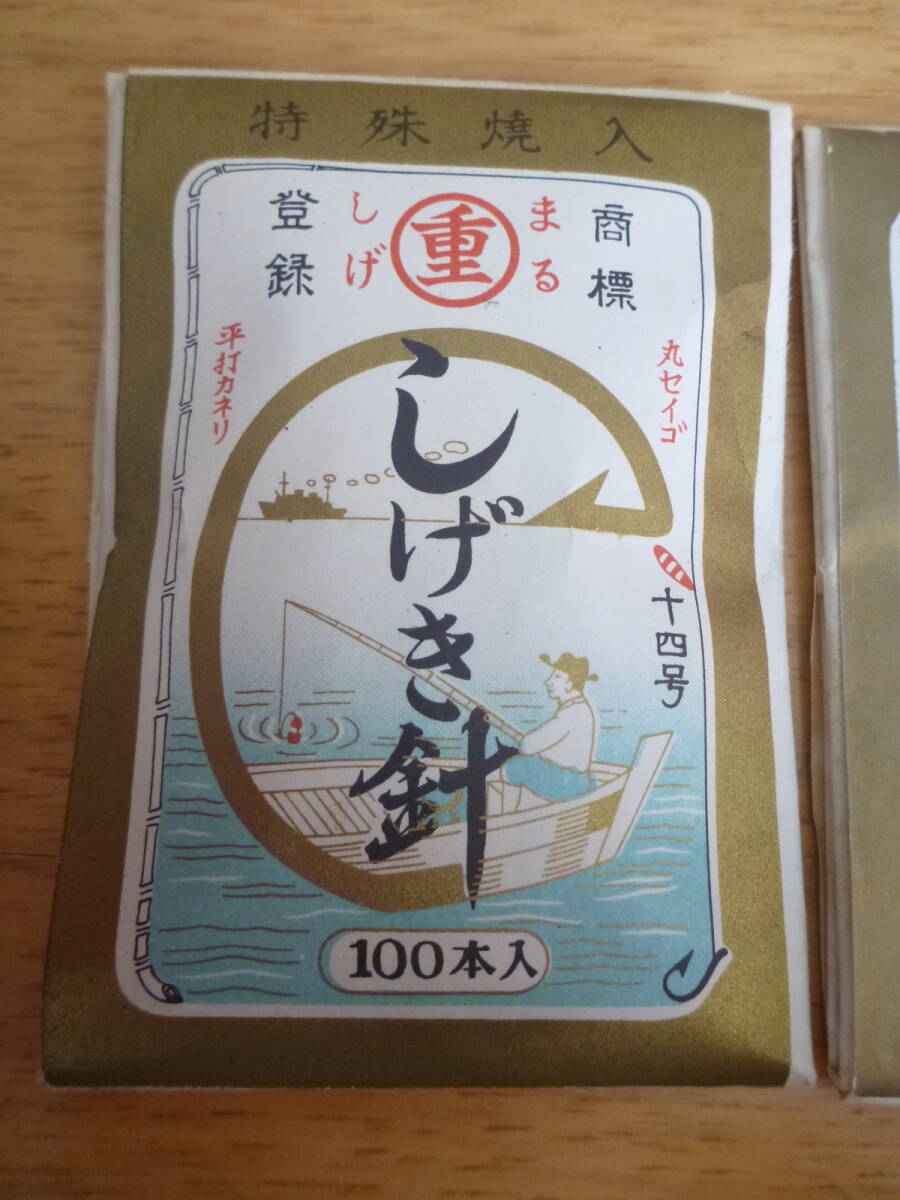 特殊燒入
登録
商標
まる
重
しげ
丸セイゴ
平打カネリ
しげき針
十四号
100本入